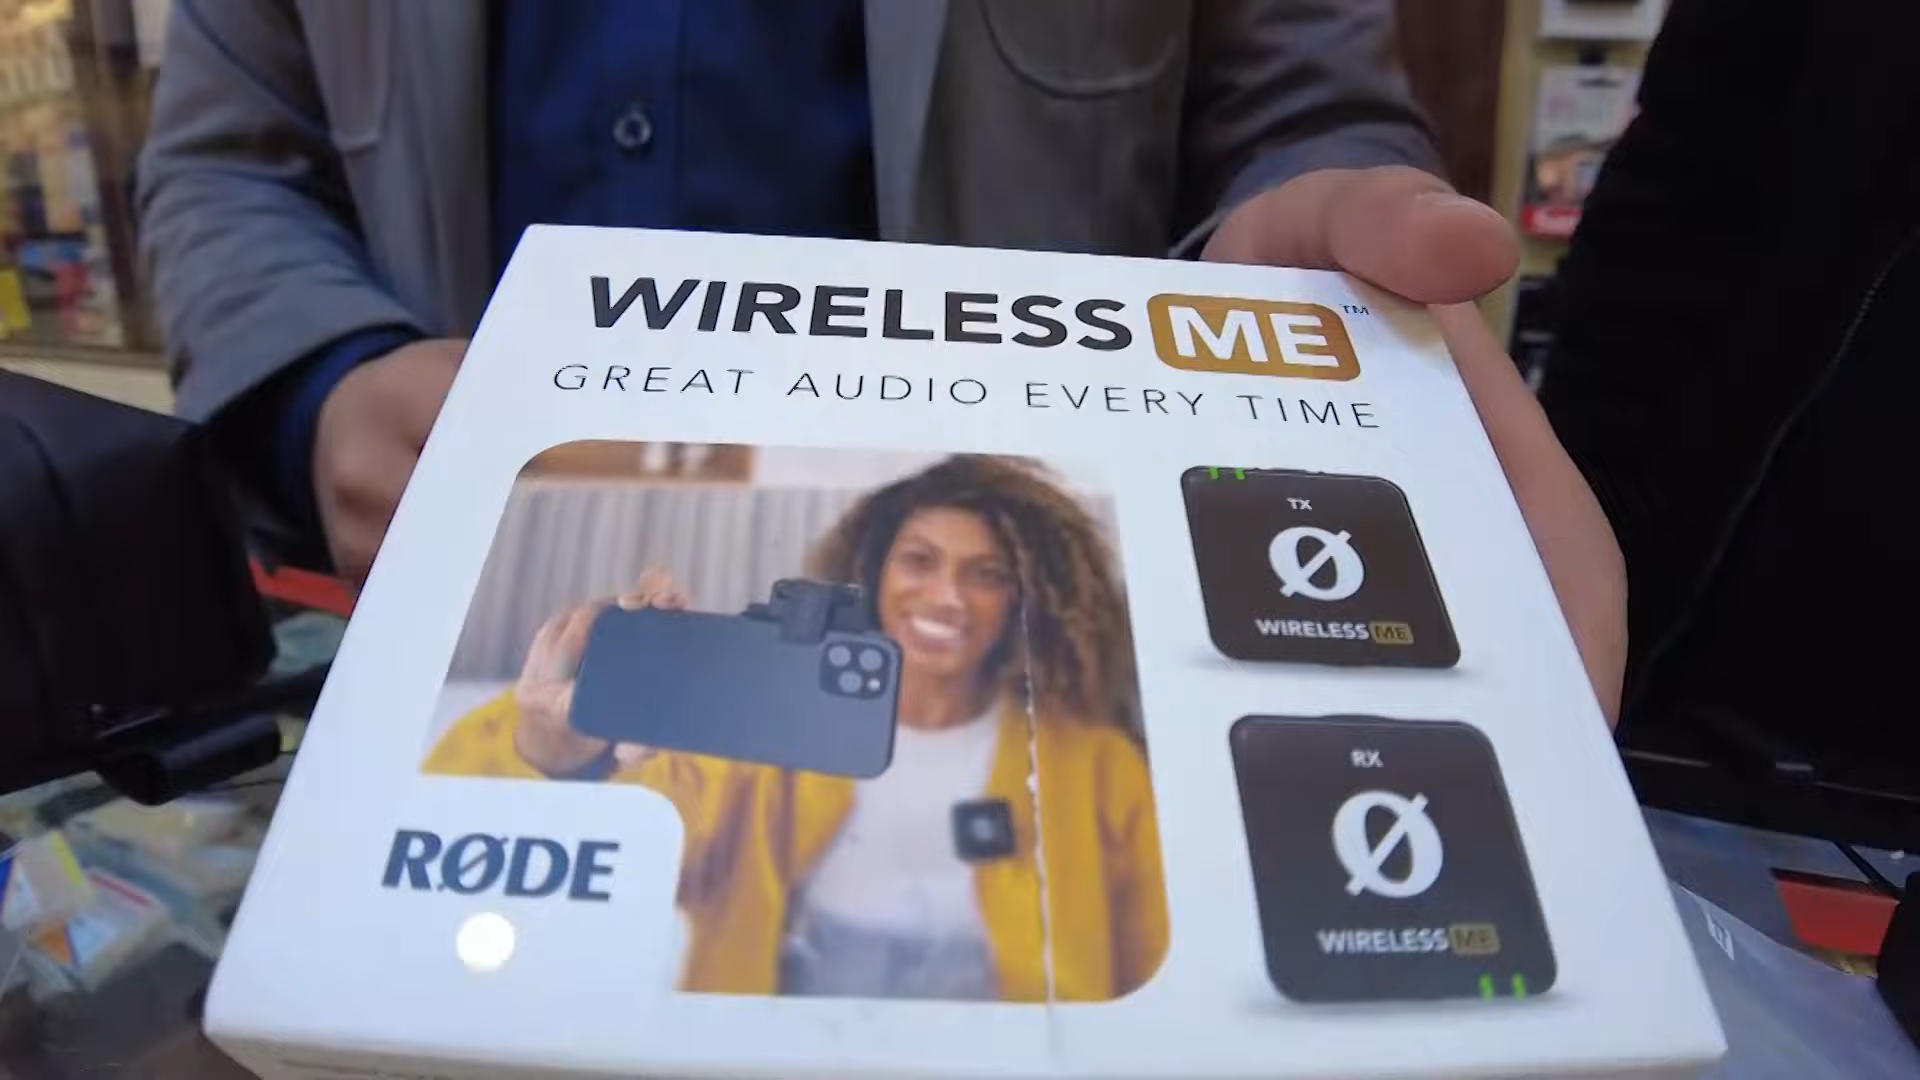 WIRELESS ME™
GREAT AUDIO EVERY TIME
TX
WIRELESS ME
RX
WIRELESS ME
RØDE